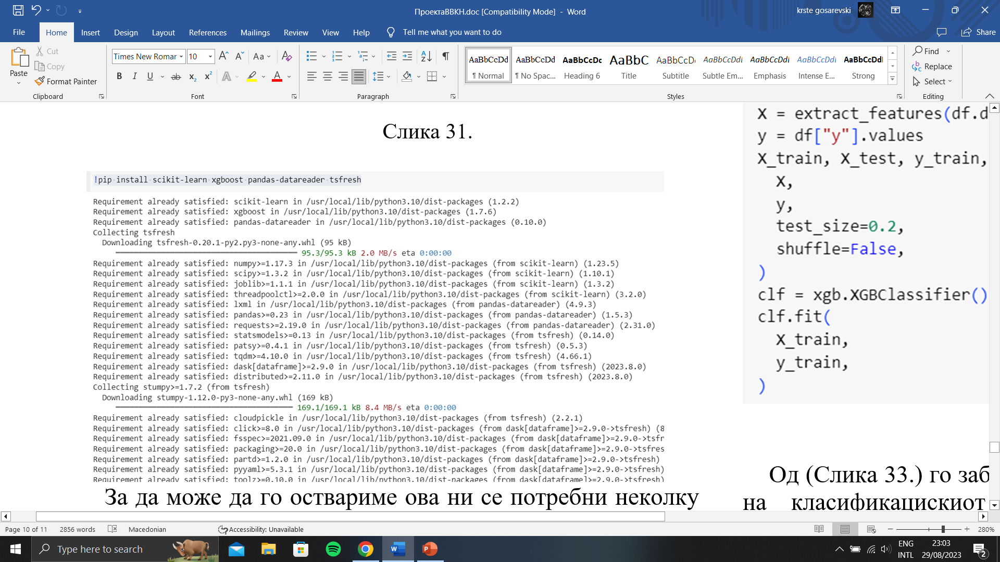 ПроектаВВКН.doc [Compatibility Mode] - Word
krste gosarevski
File
Home
Insert
Design
Layout
References
Mailings
Review
View
Help
Tell me what you want to do
Share
Paste
Cut
Copy
Format Painter
Clipboard
Times New Romar
10
Font
Paragraph
AaBbCcDd
¶ Normal
AaBbCcDd
¶ No Spac...
AaBbCcDc
Heading 6
AaBbC
Title
AaBbCcD
Subtitle
AaBbCcDd
Subtle Em...
AaBbCcDd
Emphasis
AaBbCcDd
Intense E...
AaBbCcDd
Strong
Styles
Find
Replace
Select
Editing
Слика 31.
!pip install scikit-learn xgboost pandas-datareader tsfresh
Requirement already satisfied: scikit-learn in /usr/local/lib/python3.10/dist-packages (1.2.2)
Requirement already satisfied: xgboost in /usr/local/lib/python3.10/dist-packages (1.7.6)
Requirement already satisfied: pandas-datareader in /usr/local/lib/python3.10/dist-packages (0.10.0)
Collecting tsfresh
Downloading tsfresh-0.20.1-py2.py3-none-any.whl (95 kB)
95.3/95.3 kB 2.0 MB/s eta 0:00:00
Requirement already satisfied: numpy>=1.17.3 in /usr/local/lib/python3.10/dist-packages (from scikit-learn) (1.23.5)
Requirement already satisfied: scipy>=1.3.2 in /usr/local/lib/python3.10/dist-packages (from scikit-learn) (1.10.1)
Requirement already satisfied: joblib>=1.1.1 in /usr/local/lib/python3.10/dist-packages (from scikit-learn) (1.3.2)
Requirement already satisfied: threadpoolctl>=2.0.0 in /usr/local/lib/python3.10/dist-packages (from scikit-learn) (3.2.0)
Requirement already satisfied: lxml in /usr/local/lib/python3.10/dist-packages (from pandas-datareader) (4.9.3)
Requirement already satisfied: pandas>=0.23 in /usr/local/lib/python3.10/dist-packages (from pandas-datareader) (1.5.3)
Requirement already satisfied: requests>=2.19.0 in /usr/local/lib/python3.10/dist-packages (from pandas-datareader) (2.31.0)
Requirement already satisfied: statsmodels>=0.13 in /usr/local/lib/python3.10/dist-packages (from tsfresh) (0.14.0)
Requirement already satisfied: patsy>=0.4.1 in /usr/local/lib/python3.10/dist-packages (from tsfresh) (0.5.3)
Requirement already satisfied: tqdm>=4.10.0 in /usr/local/lib/python3.10/dist-packages (from tsfresh) (4.66.1)
Requirement already satisfied: dask[dataframe]>=2.9.0 in /usr/local/lib/python3.10/dist-packages (from tsfresh) (2023.8.0)
Requirement already satisfied: distributed>=2.11.0 in /usr/local/lib/python3.10/dist-packages (from tsfresh) (2023.8.0)
Collecting stumpy>=1.7.2 (from tsfresh)
Downloading stumpy-1.12.0-py3-none-any.whl (169 kB)
169.1/169.1 kB 8.4 MB/s eta 0:00:00
Requirement already satisfied: cloudpickle in /usr/local/lib/python3.10/dist-packages (from tsfresh) (2.2.1)
Requirement already satisfied: click>=8.0 in /usr/local/lib/python3.10/dist-packages (from dask[dataframe]>=2.9.0->tsfresh) (8
Requirement already satisfied: fsspec>=2021.09.0 in /usr/local/lib/python3.10/dist-packages (from dask[dataframe]>=2.9.0->tsfr
Requirement already satisfied: packaging>=20.0 in /usr/local/lib/python3.10/dist-packages (from dask[dataframe]>=2.9.0->tsfres
Requirement already satisfied: partd>=1.2.0 in /usr/local/lib/python3.10/dist-packages (from dask[dataframe]>=2.9.0->tsfresh)
Requirement already satisfied: pyyaml>=5.3.1 in /usr/local/lib/python3.10/dist-packages (from dask[dataframe]>=2.9.0->tsfresh)
Requirement already satisfied: toolz>=0.10.0 in /usr/local/lib/python3.10/dist-packages (from dask[dataframe]>=2.9.0->tsfresh)
За да може да го оствариме ова ни се потребни неколку
X = extract_features(df.d
y = df["y"].values
X_train, X_test, y_train,
X,
y,
test_size=0.2,
shuffle=False,
)
clf = xgb.XGBClassifier()
clf.fit(
X_train,
y_train,
)
Од (Слика 33.) го заб
на класификацискиот
Page 10 of 11
2856 words
Macedonian
Accessibility: Unavailable
280%
Type here to search
ENG
INTL
23:03
29/08/2023
2